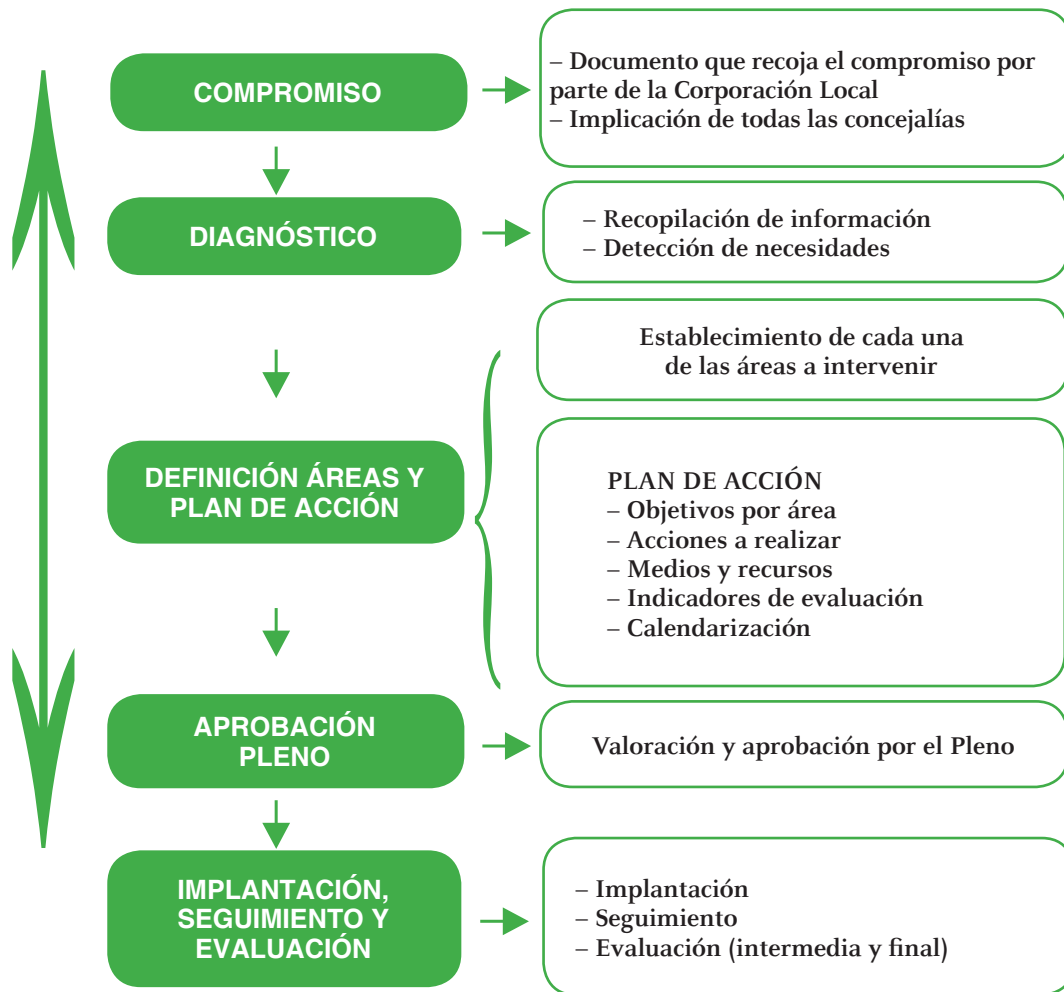 COMPROMISO
– Documento que recoja el compromiso por
parte de la Corporación Local
– Implicación de todas las concejalías
DIAGNÓSTICO
– Recopilación de información
– Detección de necesidades
Establecimiento de cada una
de las áreas a intervenir
DEFINICIÓN ÁREAS Y
PLAN DE ACCIÓN
PLAN DE ACCIÓN
– Objetivos por área
– Acciones a realizar
– Medios y recursos
– Indicadores de evaluación
– Calendarización
APROBACIÓN
PLENO
Valoración y aprobación por el Pleno
IMPLANTACIÓN,
SEGUIMIENTO Y
EVALUACIÓN
– Implantación
– Seguimiento
– Evaluación (intermedia y final)